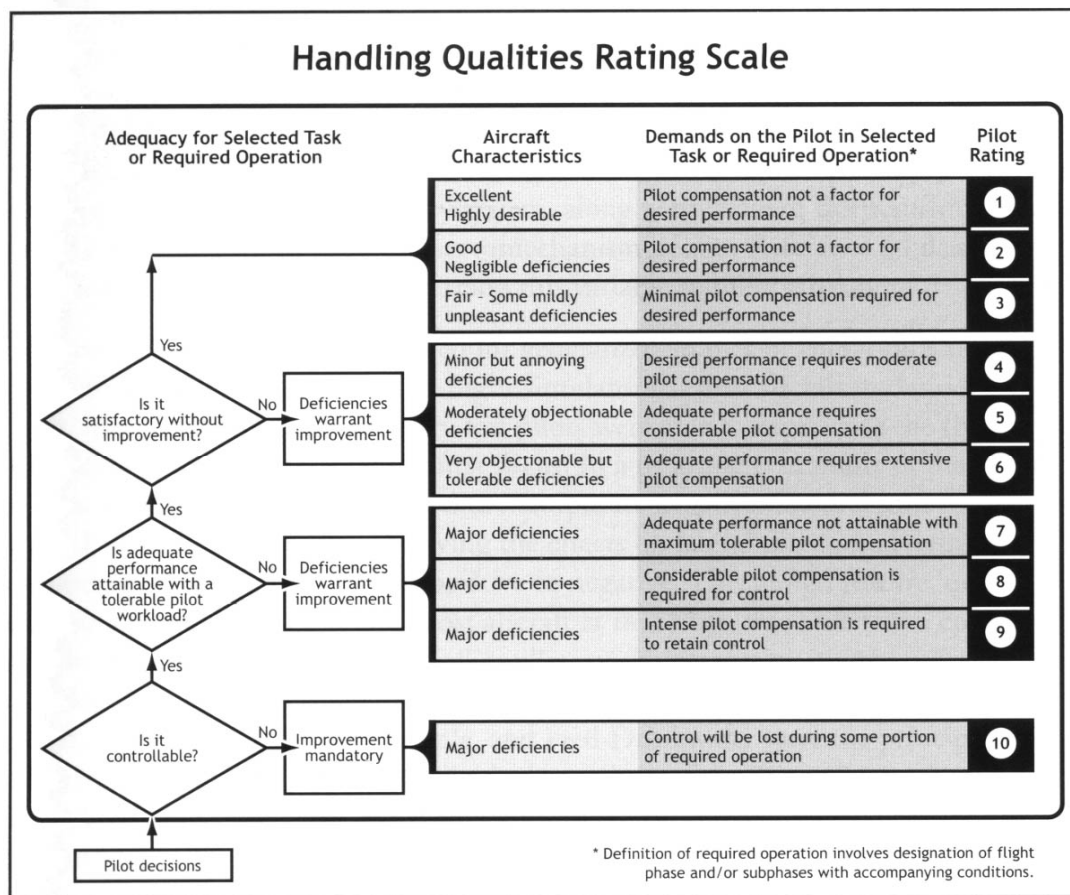 Handling Qualities Rating Scale
Adequacy for Selected Task
or Required Operation
Aircraft
Characteristics
Demands on the Pilot in Selected
Task or Required Operation*
Pilot
Rating
Excellent
Highly desirable
Pilot compensation not a factor for
desired performance
1
Good
Negligible deficiencies
Pilot compensation not a factor for
desired performance
2
Fair – Some mildly
unpleasant deficiencies
Minimal pilot compensation required for
desired performance
3
Yes
Is it
satisfactory without
improvement?
No
Deficiencies
warrant
improvement
Minor but annoying
deficiencies
Desired performance requires moderate
pilot compensation
4
Moderately objectionable
deficiencies
Adequate performance requires
considerable pilot compensation
5
Very objectionable but
tolerable deficiencies
Adequate performance requires extensive
pilot compensation
6
Yes
Is adequate
performance
attainable with a
tolerable pilot
workload?
No
Deficiencies
warrant
improvement
Major deficiencies
Adequate performance not attainable with
maximum tolerable pilot compensation
7
Major deficiencies
Considerable pilot compensation is
required for control
8
Major deficiencies
Intense pilot compensation is required
to retain control
9
Yes
Is it
controllable?
No
Improvement
mandatory
Major deficiencies
Control will be lost during some portion
of required operation
10
Pilot decisions
* Definition of required operation involves designation of flight
phase and/or subphases with accompanying conditions.